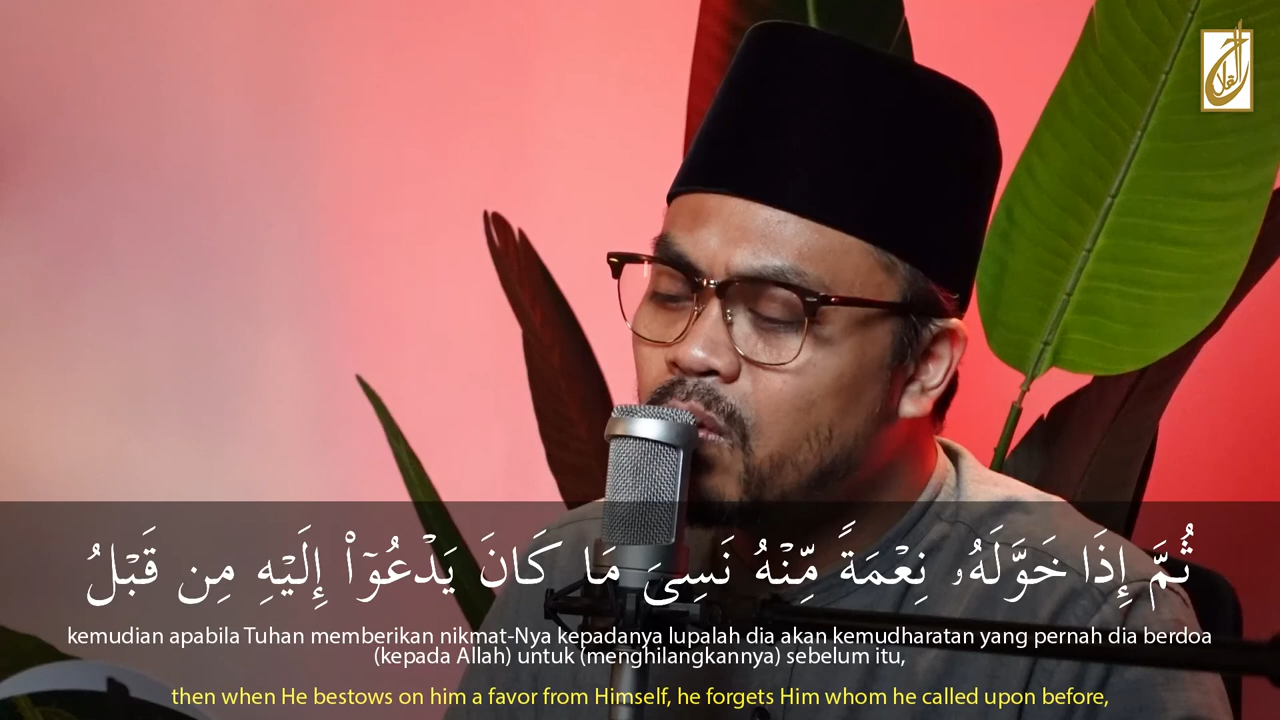 الفلاح
ثُمَّ إِذَا خَوَّلَهُۥ نِعْمَةً مِّنْهُ نَسِىَ مَا كَانَ يَدْعُوٓا۟ إِلَيْهِ مِن قَبْلُ
kemudian apabila Tuhan memberikan nikmat-Nya kepadanya lupalah dia akan kemudharatan yang pernah dia berdoa
(kepada Allah) untuk (menghilangkannya) sebelum itu,
then when He bestows on him a favor from Himself, he forgets Him whom he called upon before,